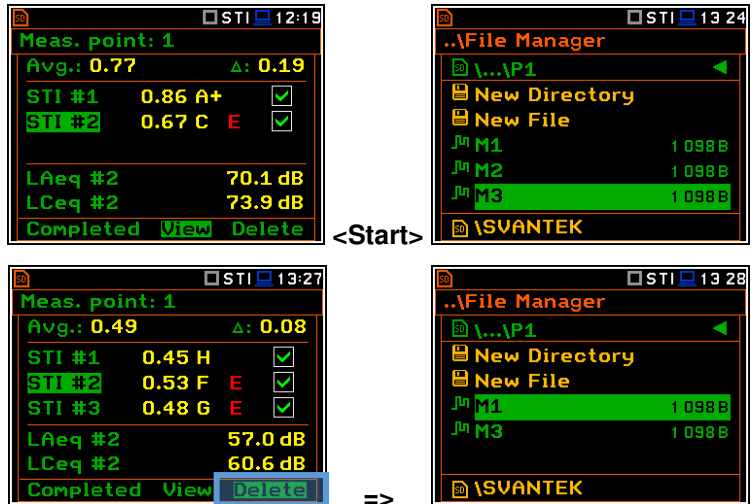 STI 12:19
Meas. point: 1
Avg.: 0.77 Δ: 0.19
STI #1 0.86 A+
STI #2 0.67 C E
LAeq #2 70.1 dB
LCeq #2 73.9 dB
Completed View Delete
<Start>
STI 13 24
..\File Manager
\...\P1
New Directory
New File
M1 1 098 B
M2 1 098 B
M3 1 098 B
\SVANTEK
STI 13:27
Meas. point: 1
Avg.: 0.49 Δ: 0.08
STI #1 0.45 H
STI #2 0.53 F E
STI #3 0.48 G E
LAeq #2 57.0 dB
LCeq #2 60.6 dB
Completed View Delete
=>
STI 13 28
..\File Manager
\...\P1
New Directory
New File
M1 1 098 B
M3 1 098 B
\SVANTEK